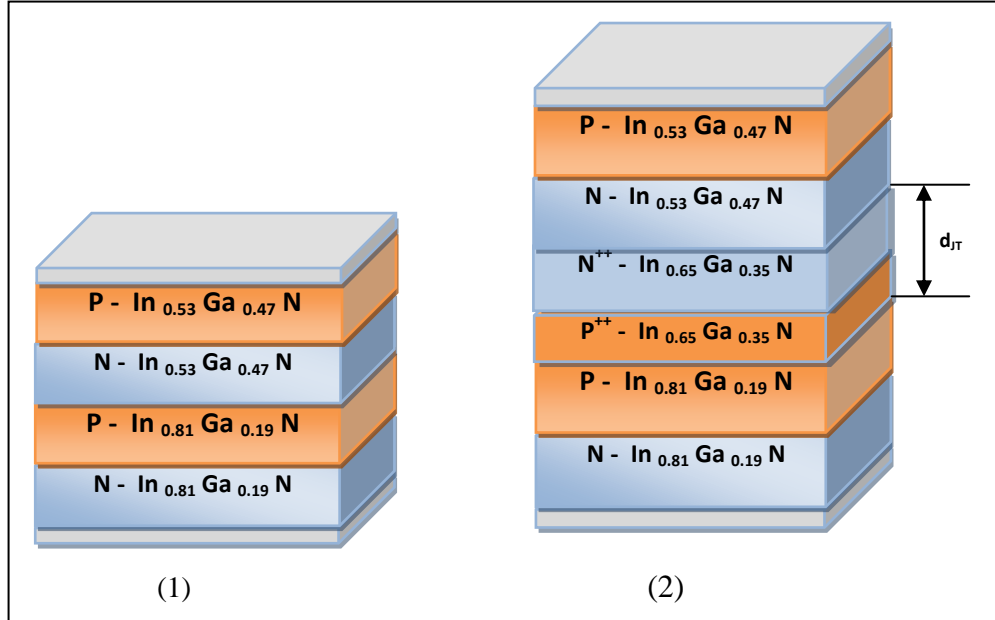 P - In 0.53 Ga 0.47 N
N - In 0.53 Ga 0.47 N
P - In 0.81 Ga 0.19 N
N - In 0.81 Ga 0.19 N
(1)
P - In 0.53 Ga 0.47 N
N - In 0.53 Ga 0.47 N
N++ - In 0.65 Ga 0.35 N
P++ - In 0.65 Ga 0.35 N
P - In 0.81 Ga 0.19 N
N - In 0.81 Ga 0.19 N
dJT
(2)